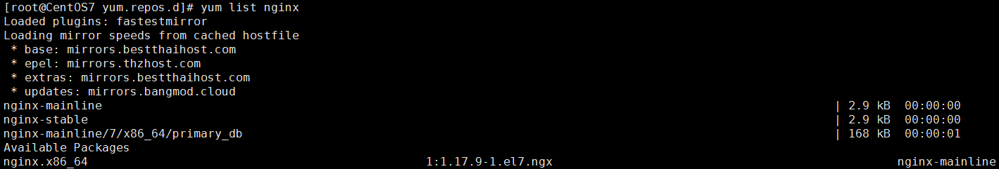 [root@CentOS7 yum.repos.d]# yum list nginx
Loaded plugins: fastestmirror
Loading mirror speeds from cached hostfile
 * base: mirrors.bestthaihost.com
 * epel: mirrors.thzhost.com
 * extras: mirrors.bestthaihost.com
 * updates: mirrors.bangmod.cloud
nginx-mainline | 2.9 kB 00:00:00
nginx-stable | 2.9 kB 00:00:00
nginx-mainline/7/x86_64/primary_db | 168 kB 00:00:01
Available Packages
nginx.x86_64 1:1.17.9-1.el7.ngx nginx-mainline